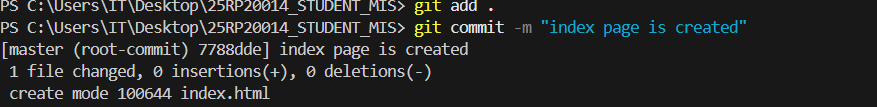 PS C:\Users\IT\Desktop\25RP20014_STUDENT_MIS> git add .
PS C:\Users\IT\Desktop\25RP20014_STUDENT_MIS> git commit -m "index page is created"
[master (root-commit) 7788dde] index page is created
 1 file changed, 0 insertions(+), 0 deletions(-)
 create mode 100644 index.html